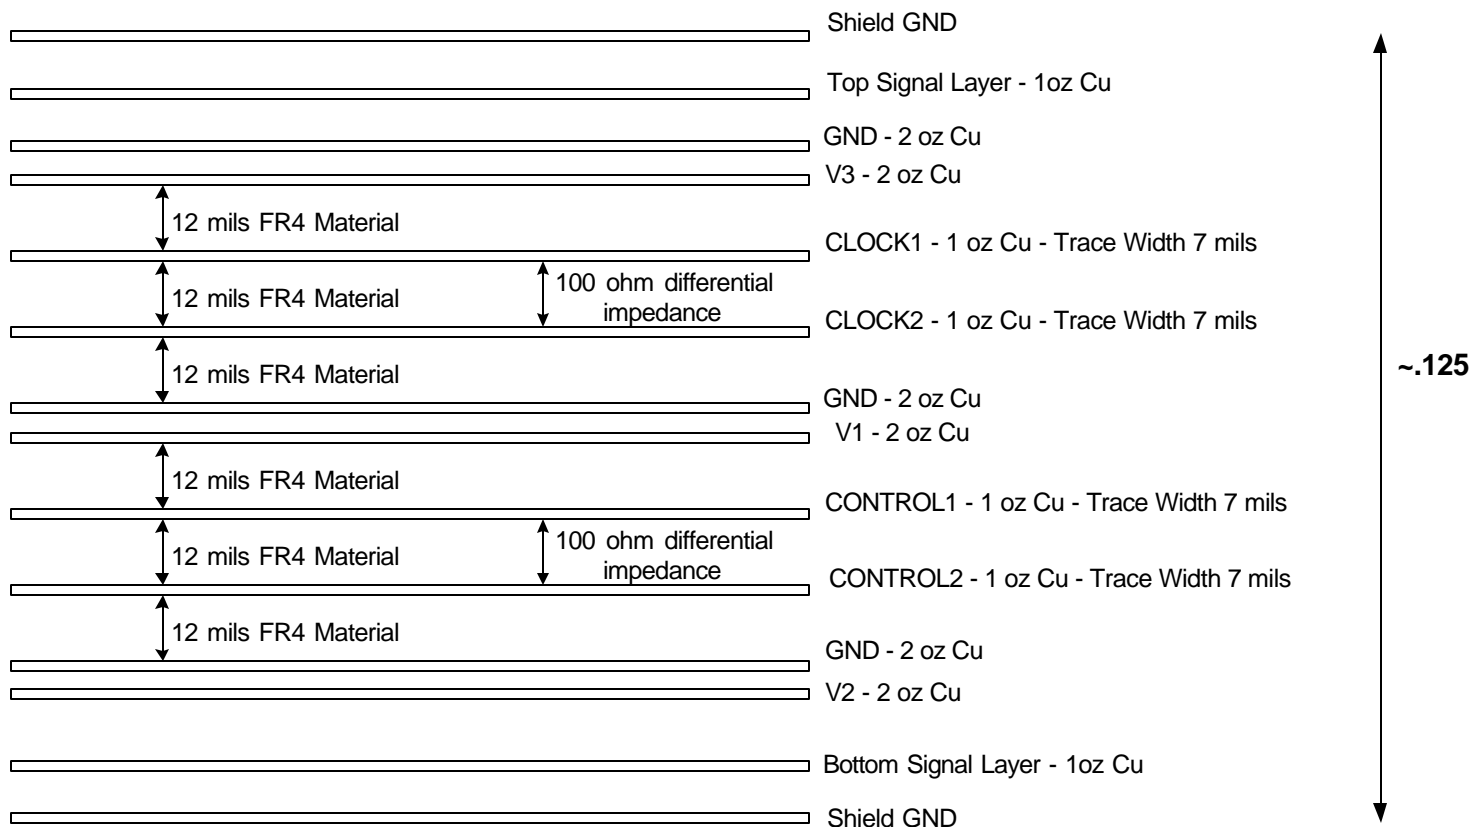 Shield GND
Top Signal Layer - 1oz Cu
GND - 2 oz Cu
V3 - 2 oz Cu
12 mils FR4 Material
CLOCK1 - 1 oz Cu - Trace Width 7 mils
12 mils FR4 Material
100 ohm differential
impedance
CLOCK2 - 1 oz Cu - Trace Width 7 mils
~.125
12 mils FR4 Material
GND - 2 oz Cu
V1 - 2 oz Cu
12 mils FR4 Material
CONTROL1 - 1 oz Cu - Trace Width 7 mils
12 mils FR4 Material
100 ohm differential
impedance
CONTROL2 - 1 oz Cu - Trace Width 7 mils
12 mils FR4 Material
GND - 2 oz Cu
V2 - 2 oz Cu
Bottom Signal Layer - 1oz Cu
Shield GND